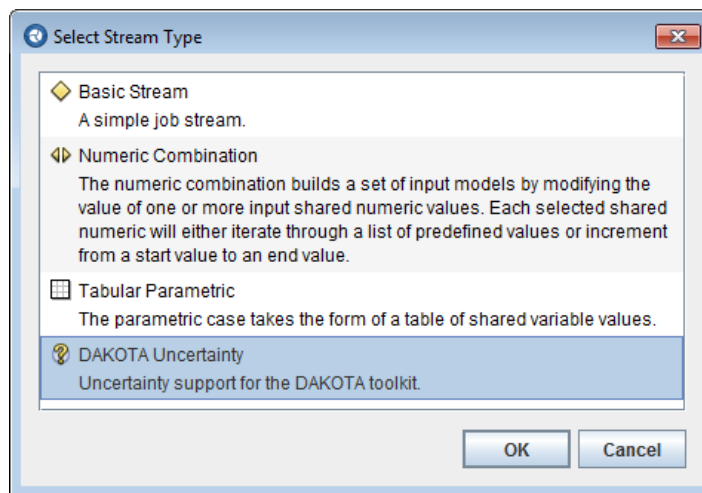 Select Stream Type
Basic Stream
A simple job stream.
Numeric Combination
The numeric combination builds a set of input models by modifying the
value of one or more input shared numeric values. Each selected shared
numeric will either iterate through a list of predefined values or increment
from a start value to an end value.
Tabular Parametric
The parametric case takes the form of a table of shared variable values.
DAKOTA Uncertainty
Uncertainty support for the DAKOTA toolkit.
OK Cancel